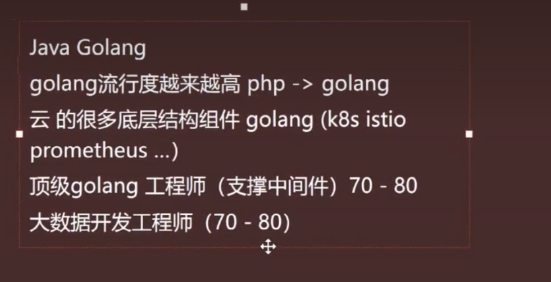 Java Golang
golang流行度越来越高 php -> golang
云 的很多底层结构组件 golang (k8s istio
prometheus ...)
顶级golang 工程师（支撑中间件）70 - 80
大数据开发工程师（70 - 80）